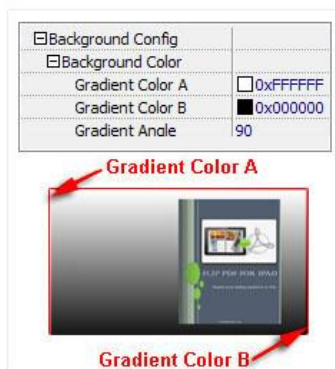 Background Config
Background Color
Gradient Color A 0xFFFFFF
Gradient Color B 0x000000
Gradient Angle 90
Gradient Color A
FLIP PDF FOR IPAD
Gradient Color B